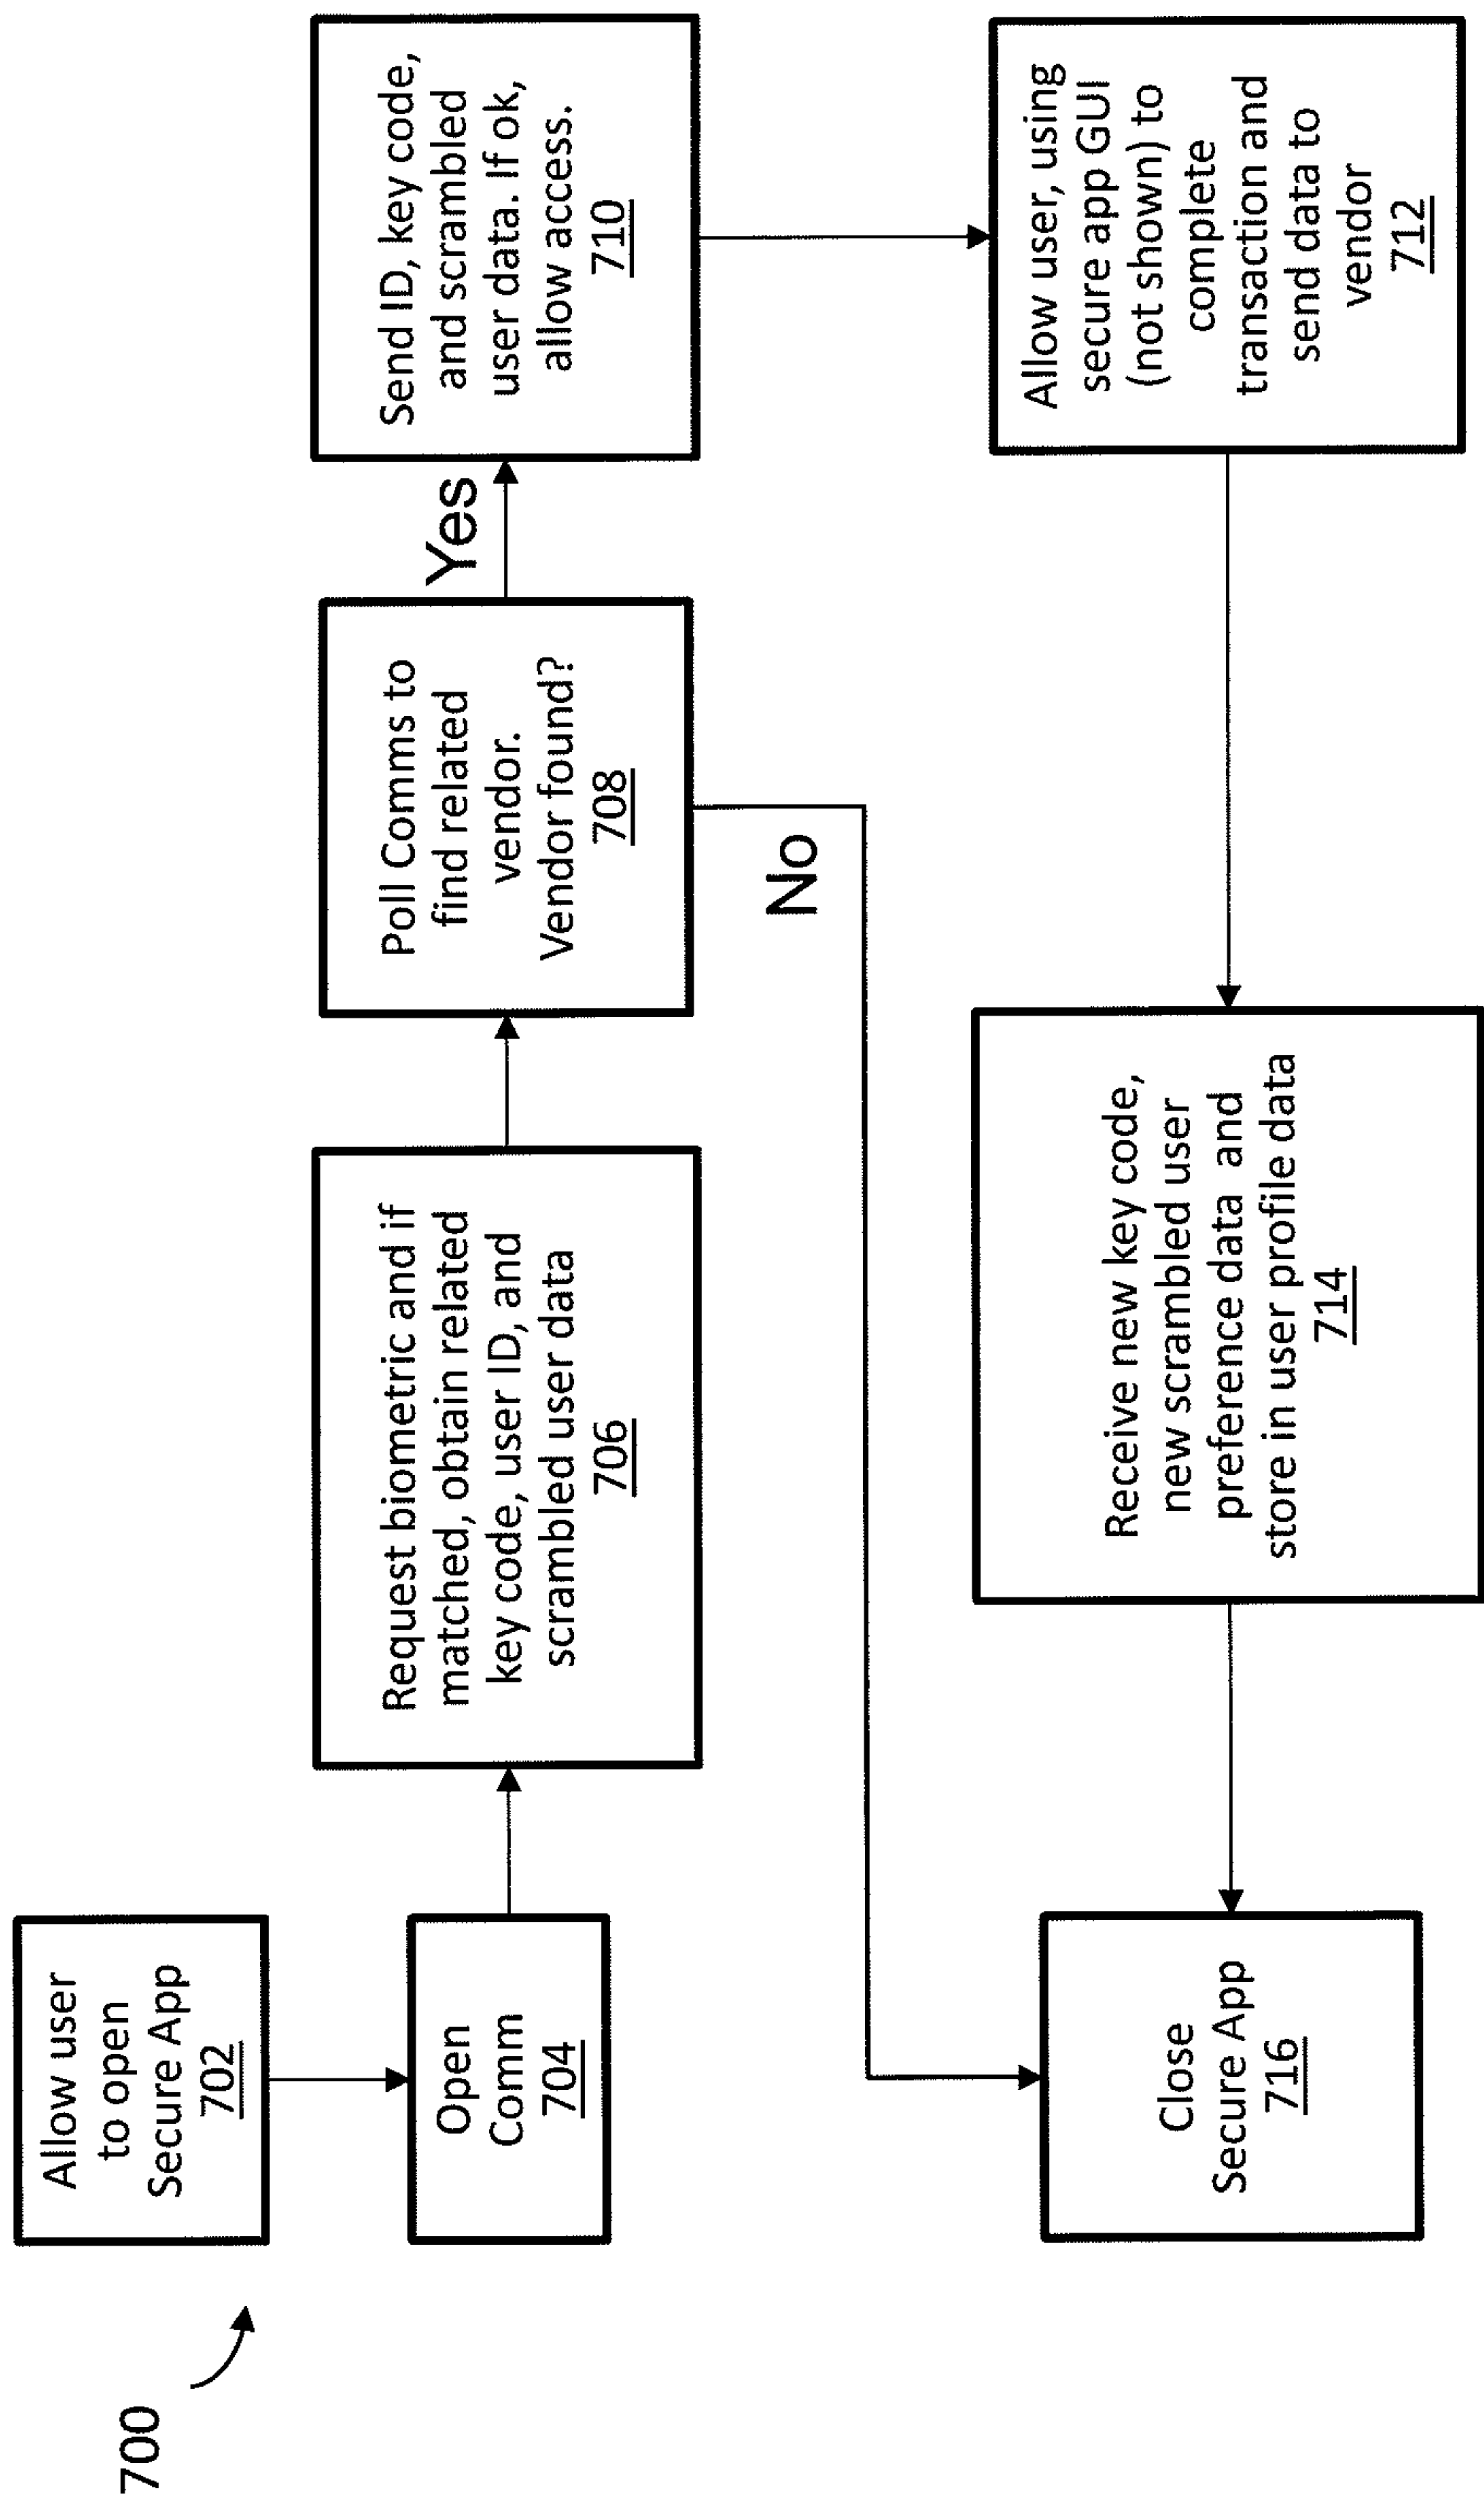 700
Allow user
to open
Secure App
702
Open
Comm
704
Request biometric and if
matched, obtain related
key code, user ID, and
scrambled user data
706
Poll Comms to
find related
vendor.
Vendor found?
708
Yes
No
Send ID, key code,
and scrambled
user data. If ok,
allow access.
710
Allow user, using
secure app GUI
(not shown) to
complete
transaction and
send data to
vendor
712
Receive new key code,
new scrambled user
preference data and
store in user profile data
714
Close
Secure App
716